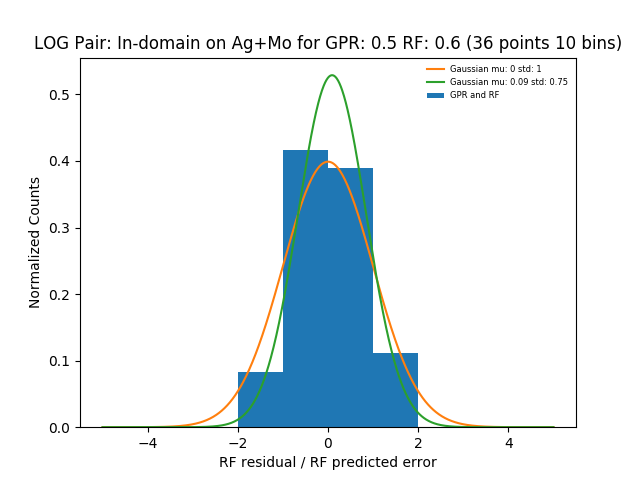 LOG Pair: In-domain on Ag+Mo for GPR: 0.5 RF: 0.6 (36 points 10 bins)
Gaussian mu: 0 std: 1
Gaussian mu: 0.09 std: 0.75
GPR and RF
Normalized Counts
0.5
0.4
0.3
0.2
0.1
0.0
−4 −2 0 2 4
RF residual / RF predicted error